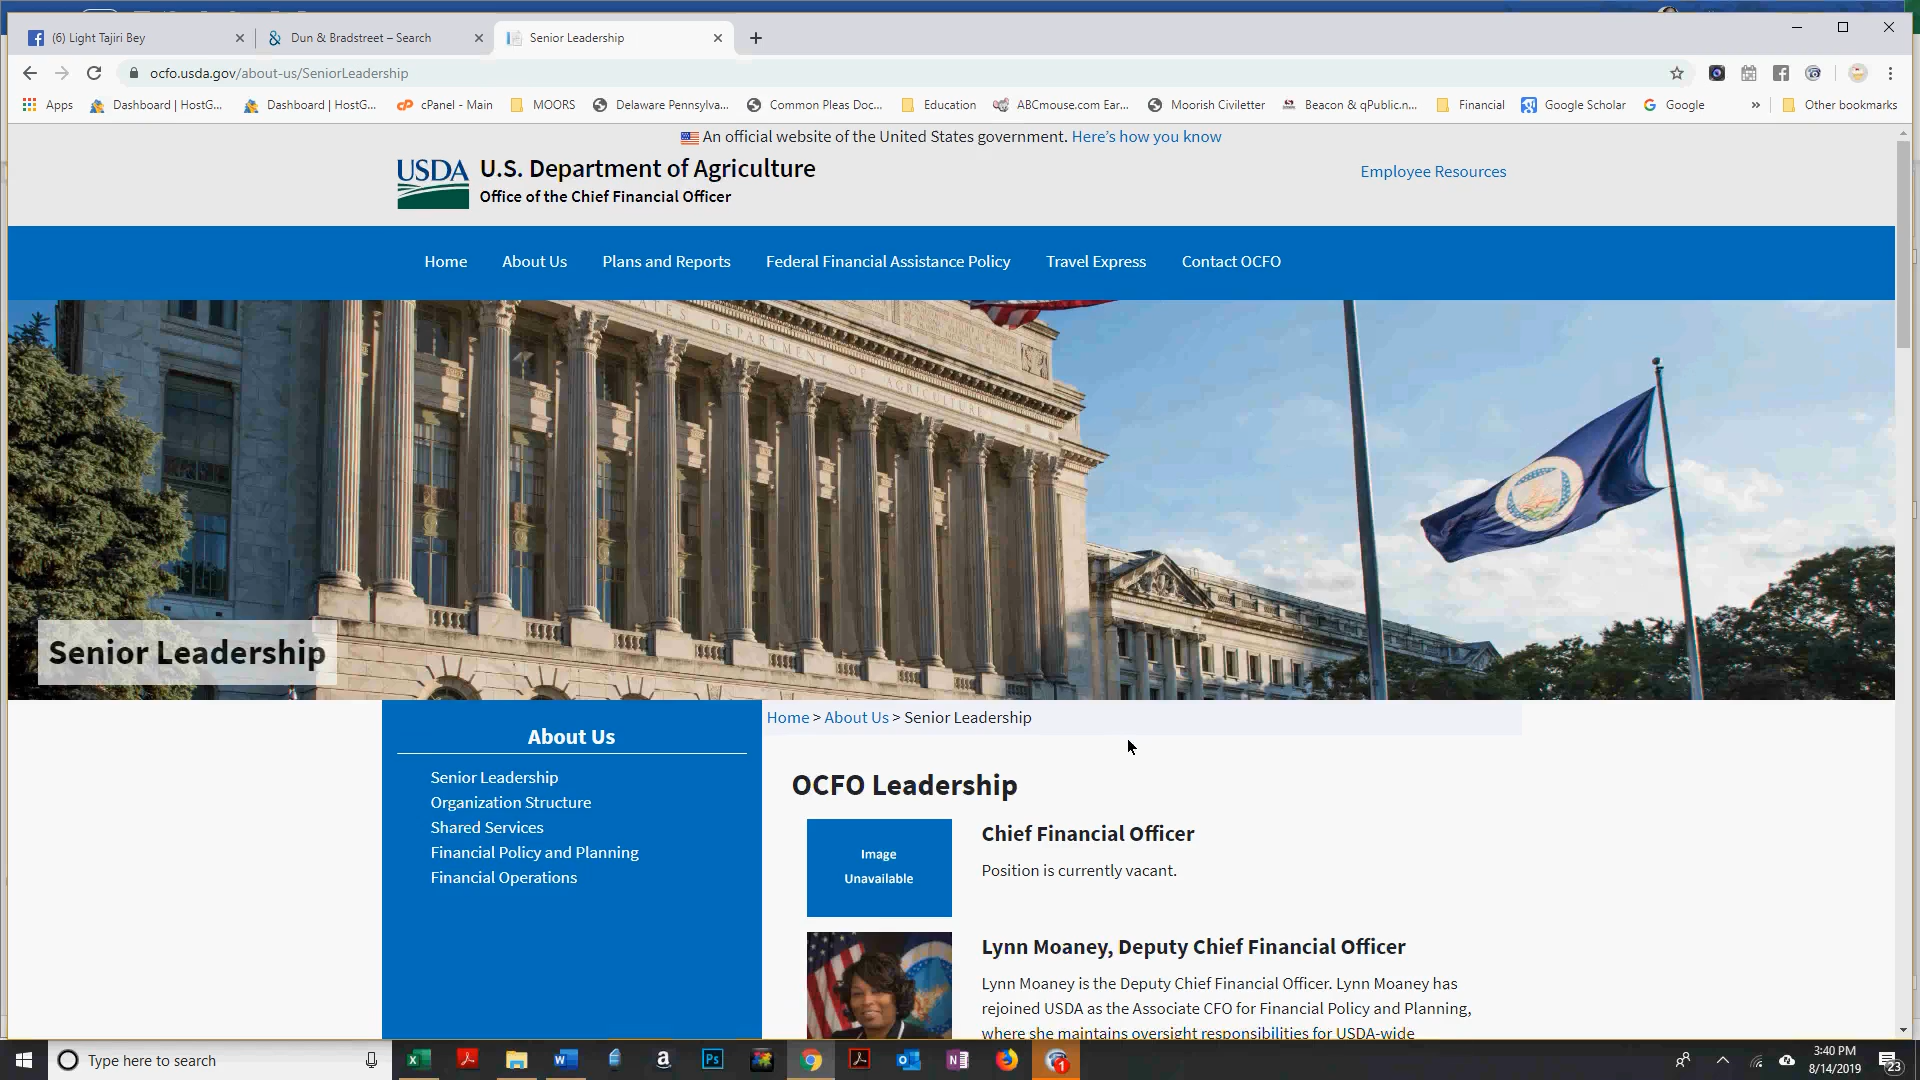 (6) Light Tajiri Bey
Dun & Bradstreet – Search
Senior Leadership
ocfo.usda.gov/about-us/SeniorLeadership
Apps
Dashboard | HostG...
Dashboard | HostG...
cPanel - Main
MOORS
Delaware Pennsylva...
Common Pleas Doc...
Education
ABCmouse.com Ear...
Moorish Civiletter
Beacon & qPublic.n...
Financial
Google Scholar
Google
»
Other bookmarks
An official website of the United States government. Here's how you know
USDA
U.S. Department of Agriculture
Office of the Chief Financial Officer
Employee Resources
Home
About Us
Plans and Reports
Federal Financial Assistance Policy
Travel Express
Contact OCFO
DEPARTMENT OF AGRICULTURE
Senior Leadership
About Us
Senior Leadership
Organization Structure
Shared Services
Financial Policy and Planning
Financial Operations
Home > About Us > Senior Leadership
OCFO Leadership
Image
Unavailable
Chief Financial Officer
Position is currently vacant.
Lynn Moaney, Deputy Chief Financial Officer
Lynn Moaney is the Deputy Chief Financial Officer. Lynn Moaney has
rejoined USDA as the Associate CFO for Financial Policy and Planning,
where she maintains oversight responsibilities for USDA-wide
Type here to search
3:40 PM
8/14/2019
23